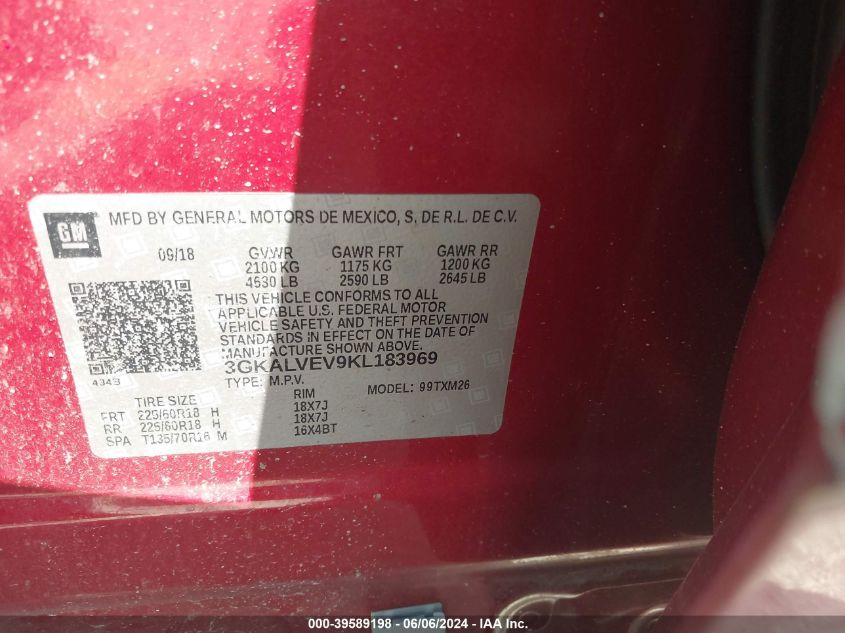 GM
MFD BY GENERAL MOTORS DE MEXICO, S. DE R.L. DE C.V.
09/18 GVWR GAWR FRT GAWR RR
2100 KG 1175 KG 1200 KG
4630 LB 2590 LB 2645 LB
THIS VEHICLE CONFORMS TO ALL
APPLICABLE U.S. FEDERAL MOTOR
VEHICLE SAFETY AND THEFT PREVENTION
STANDARDS IN EFFECT ON THE DATE OF
MANUFACTURE SHOWN ABOVE.
3GKALVEV9KL183969
4343 TYPE: M.P.V. MODEL: 99TXM26
TIRE SIZE RIM
FRT 225/60R18 H 18X7J
RR 225/60R18 H 18X7J
SPA T135/70R16 M 16X4BT
000-39589198 - 06/06/2024 - IAA Inc.